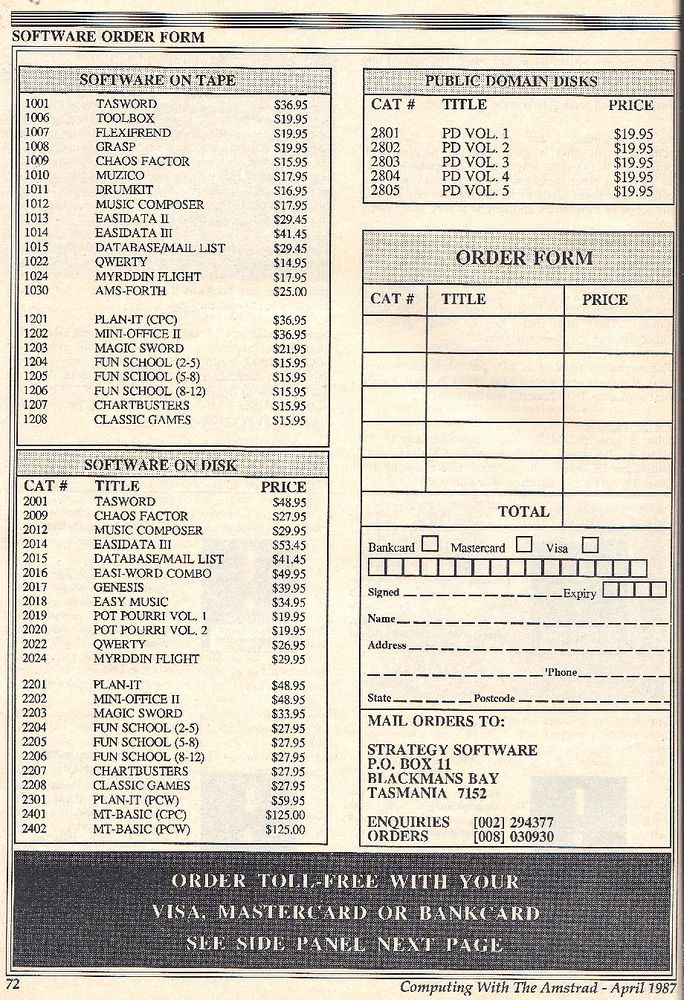 SOFTWARE ORDER FORM
SOFTWARE ON TAPE
1001 TASWORD $36.95
1006 TOOLBOX $19.95
1007 FLEXIFREND $19.95
1008 GRASP $19.95
1009 CHAOS FACTOR $15.95
1010 MUZICO $17.95
1011 DRUMKIT $16.95
1012 MUSIC COMPOSER $17.95
1013 EASIDATA II $29.45
1014 EASIDATA III $41.45
1015 DATABASE/MAIL LIST $29.45
1022 QWERTY $14.95
1024 MYRDDIN FLIGHT $17.95
1030 AMS-FORTH $25.00
1201 PLAN-IT (CPC) $36.95
1202 MINI-OFFICE II $36.95
1203 MAGIC SWORD $21.95
1204 FUN SCHOOL (2-5) $15.95
1205 FUN SCHOOL (5-8) $15.95
1206 FUN SCHOOL (8-12) $15.95
1207 CHARTBUSTERS $15.95
1208 CLASSIC GAMES $15.95
SOFTWARE ON DISK
CAT # TITLE PRICE
2001 TASWORD $48.95
2009 CHAOS FACTOR $27.95
2012 MUSIC COMPOSER $29.95
2014 EASIDATA III $53.45
2015 DATABASE/MAIL LIST $41.45
2016 EASI-WORD COMBO $49.95
2017 GENESIS $39.95
2018 EASY MUSIC $34.95
2019 POT POURRI VOL. 1 $19.95
2020 POT POURRI VOL. 2 $19.95
2022 QWERTY $26.95
2024 MYRDDIN FLIGHT $29.95
2201 PLAN-IT $48.95
2202 MINI-OFFICE II $48.95
2203 MAGIC SWORD $33.95
2204 FUN SCHOOL (2-5) $27.95
2205 FUN SCHOOL (5-8) $27.95
2206 FUN SCHOOL (8-12) $27.95
2207 CHARTBUSTERS $27.95
2208 CLASSIC GAMES $27.95
2301 PLAN-IT (PCW) $59.95
2401 MT-BASIC (CPC) $125.00
2402 MT-BASIC (PCW) $125.00
PUBLIC DOMAIN DISKS
CAT # TITLE PRICE
2801 PD VOL. 1 $19.95
2802 PD VOL. 2 $19.95
2803 PD VOL. 3 $19.95
2804 PD VOL. 4 $19.95
2805 PD VOL. 5 $19.95
ORDER FORM
CAT # TITLE PRICE
TOTAL
Bankcard Mastercard Visa
Signed Expiry
Name
Address
'Phone
State Postcode
MAIL ORDERS TO:
STRATEGY SOFTWARE
P.O. BOX 11
BLACKMANS BAY
TASMANIA 7152
ENQUIRIES [002] 294377
ORDERS [008] 030930
ORDER TOLL-FREE WITH YOUR
VISA, MASTERCARD OR BANKCARD
SEE SIDE PANEL NEXT PAGE
72 Computing With The Amstrad - April 1987